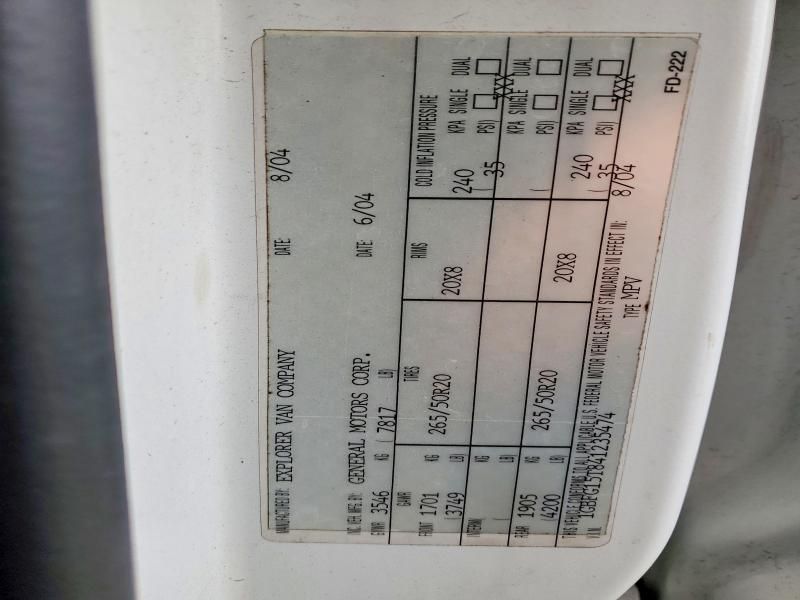 MANUFACTURED BY: EXPLORER VAN COMPANY DATE: 8/04
INC. VEH. MFG. BY: GENERAL MOTORS CORP. DATE: 6/04
GVWR 3546 KG ( 7817 LB)
GAWR TIRES RIMS COLD INFLATION PRESSURE
FRONT 1701 KG 265/50R20 20X8 240 KPA SINGLE DUAL
(3749 LB) ( 35 PSI) XXX
INTERM. KG KPA SINGLE DUAL
( LB) ( PSI)
REAR 1905 KG 265/50R20 20X8 240 KPA SINGLE DUAL
(4200 LB) ( 35 PSI) XXX
THIS VEHICLE CONFORMS TO ALL APPLICABLE U.S. FEDERAL MOTOR VEHICLE SAFETY STANDARDS IN EFFECT IN: 8/04
V.I.N. 1GBFG15T841235474 TYPE MPV
FD-222